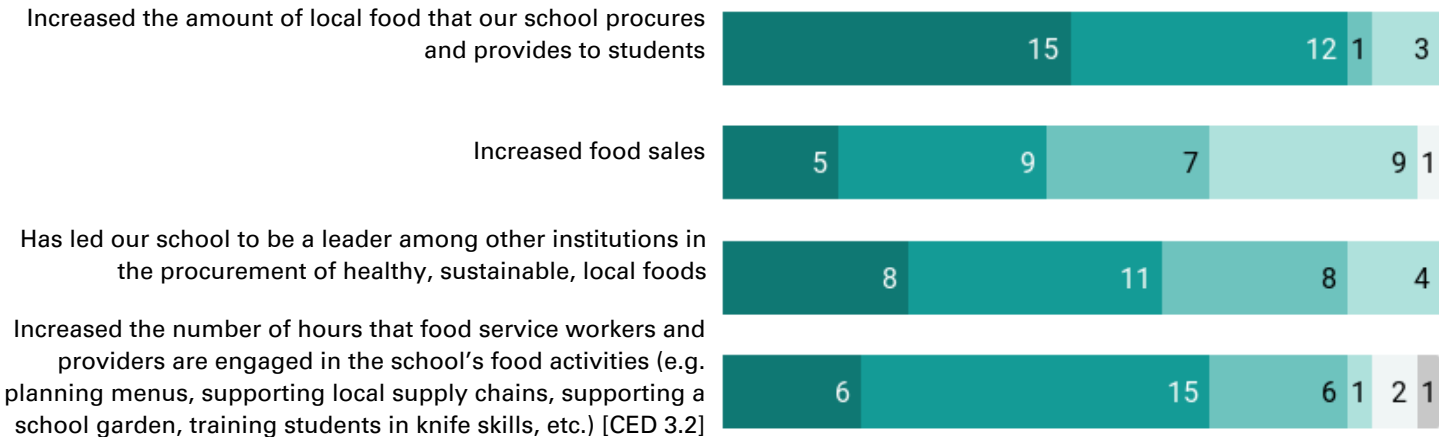 Increased the amount of local food that our school procures
and provides to students
15 12 1 3
Increased food sales
5 9 7 9 1
Has led our school to be a leader among other institutions in
the procurement of healthy, sustainable, local foods
8 11 8 4
Increased the number of hours that food service workers and
providers are engaged in the school’s food activities (e.g.
planning menus, supporting local supply chains, supporting a
school garden, training students in knife skills, etc.) [CED 3.2]
6 15 6 1 2 1